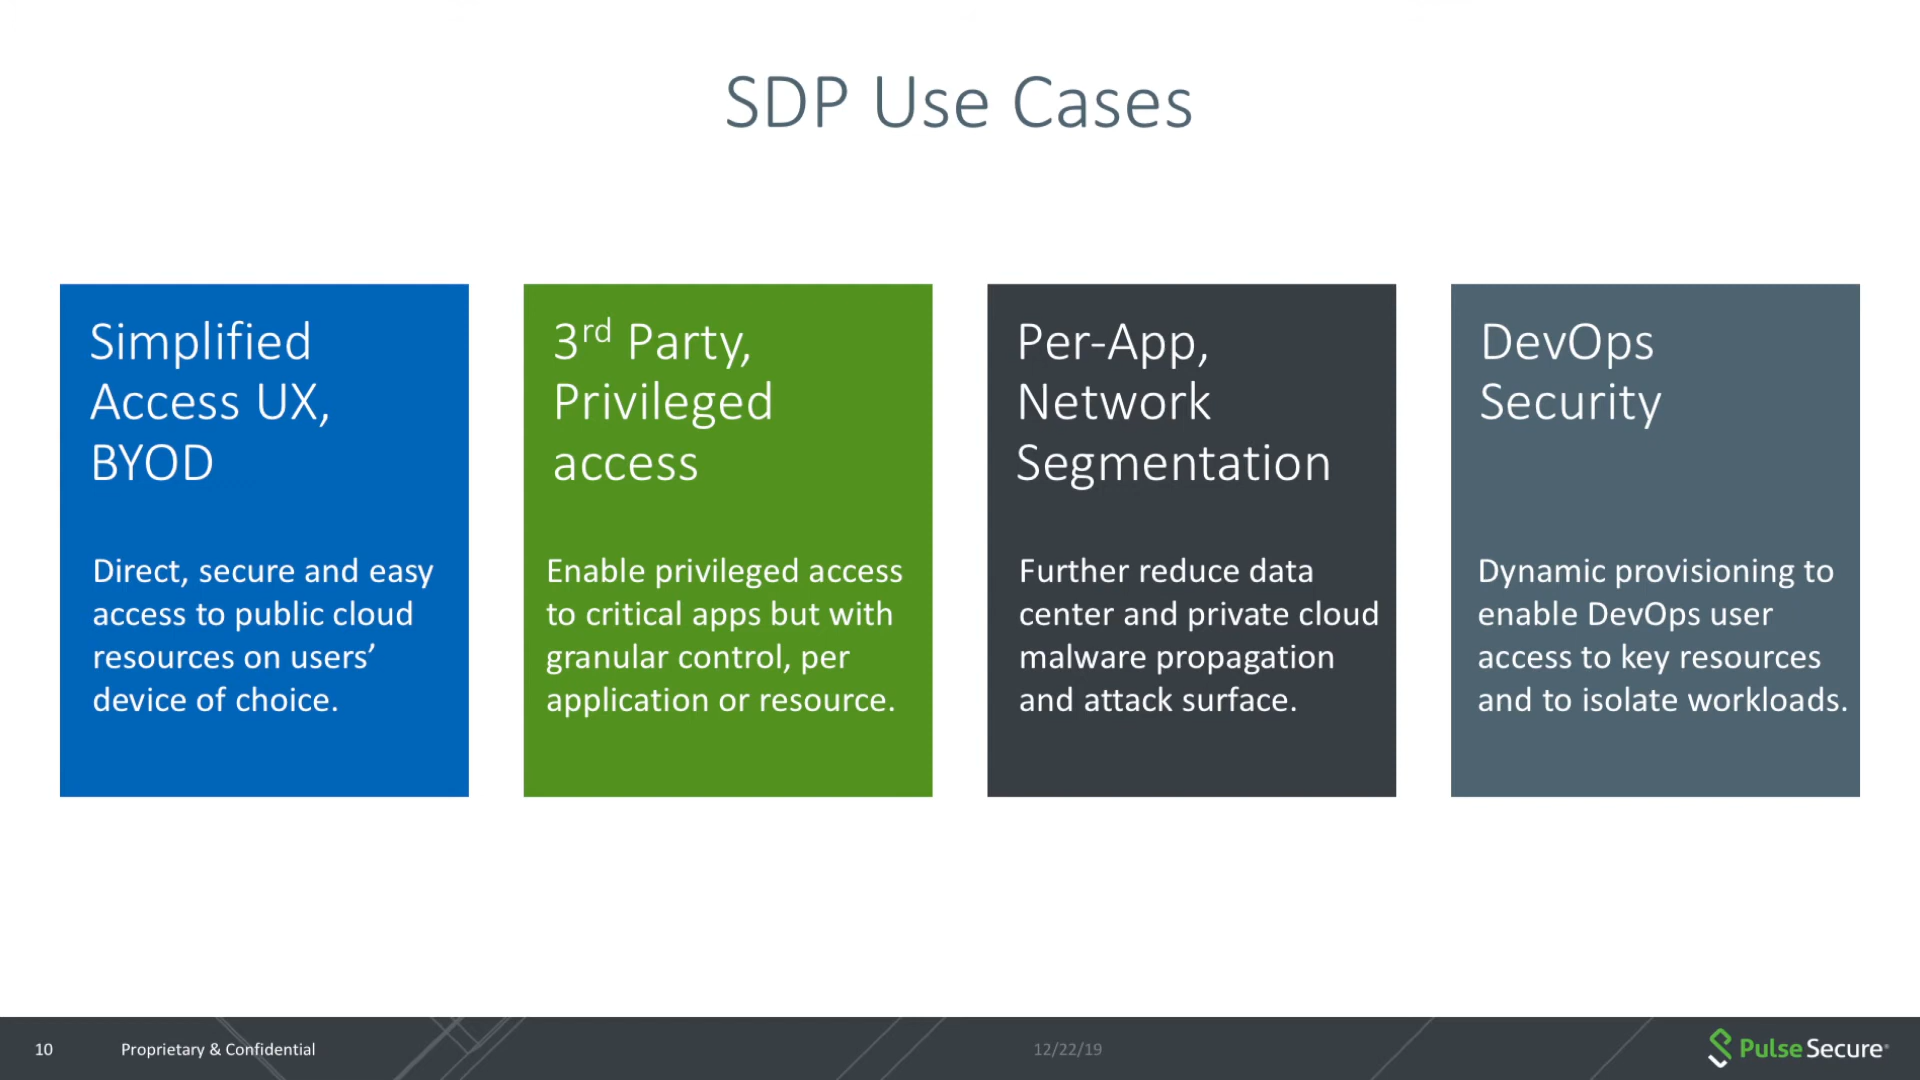 SDP Use Cases
Simplified
Access UX,
BYOD
Direct, secure and easy
access to public cloud
resources on users’
device of choice.
3rd Party,
Privileged
access
Enable privileged access
to critical apps but with
granular control, per
application or resource.
Per-App,
Network
Segmentation
Further reduce data
center and private cloud
malware propagation
and attack surface.
DevOps
Security
Dynamic provisioning to
enable DevOps user
access to key resources
and to isolate workloads.
10
Proprietary & Confidential
12/22/19
Pulse Secure®